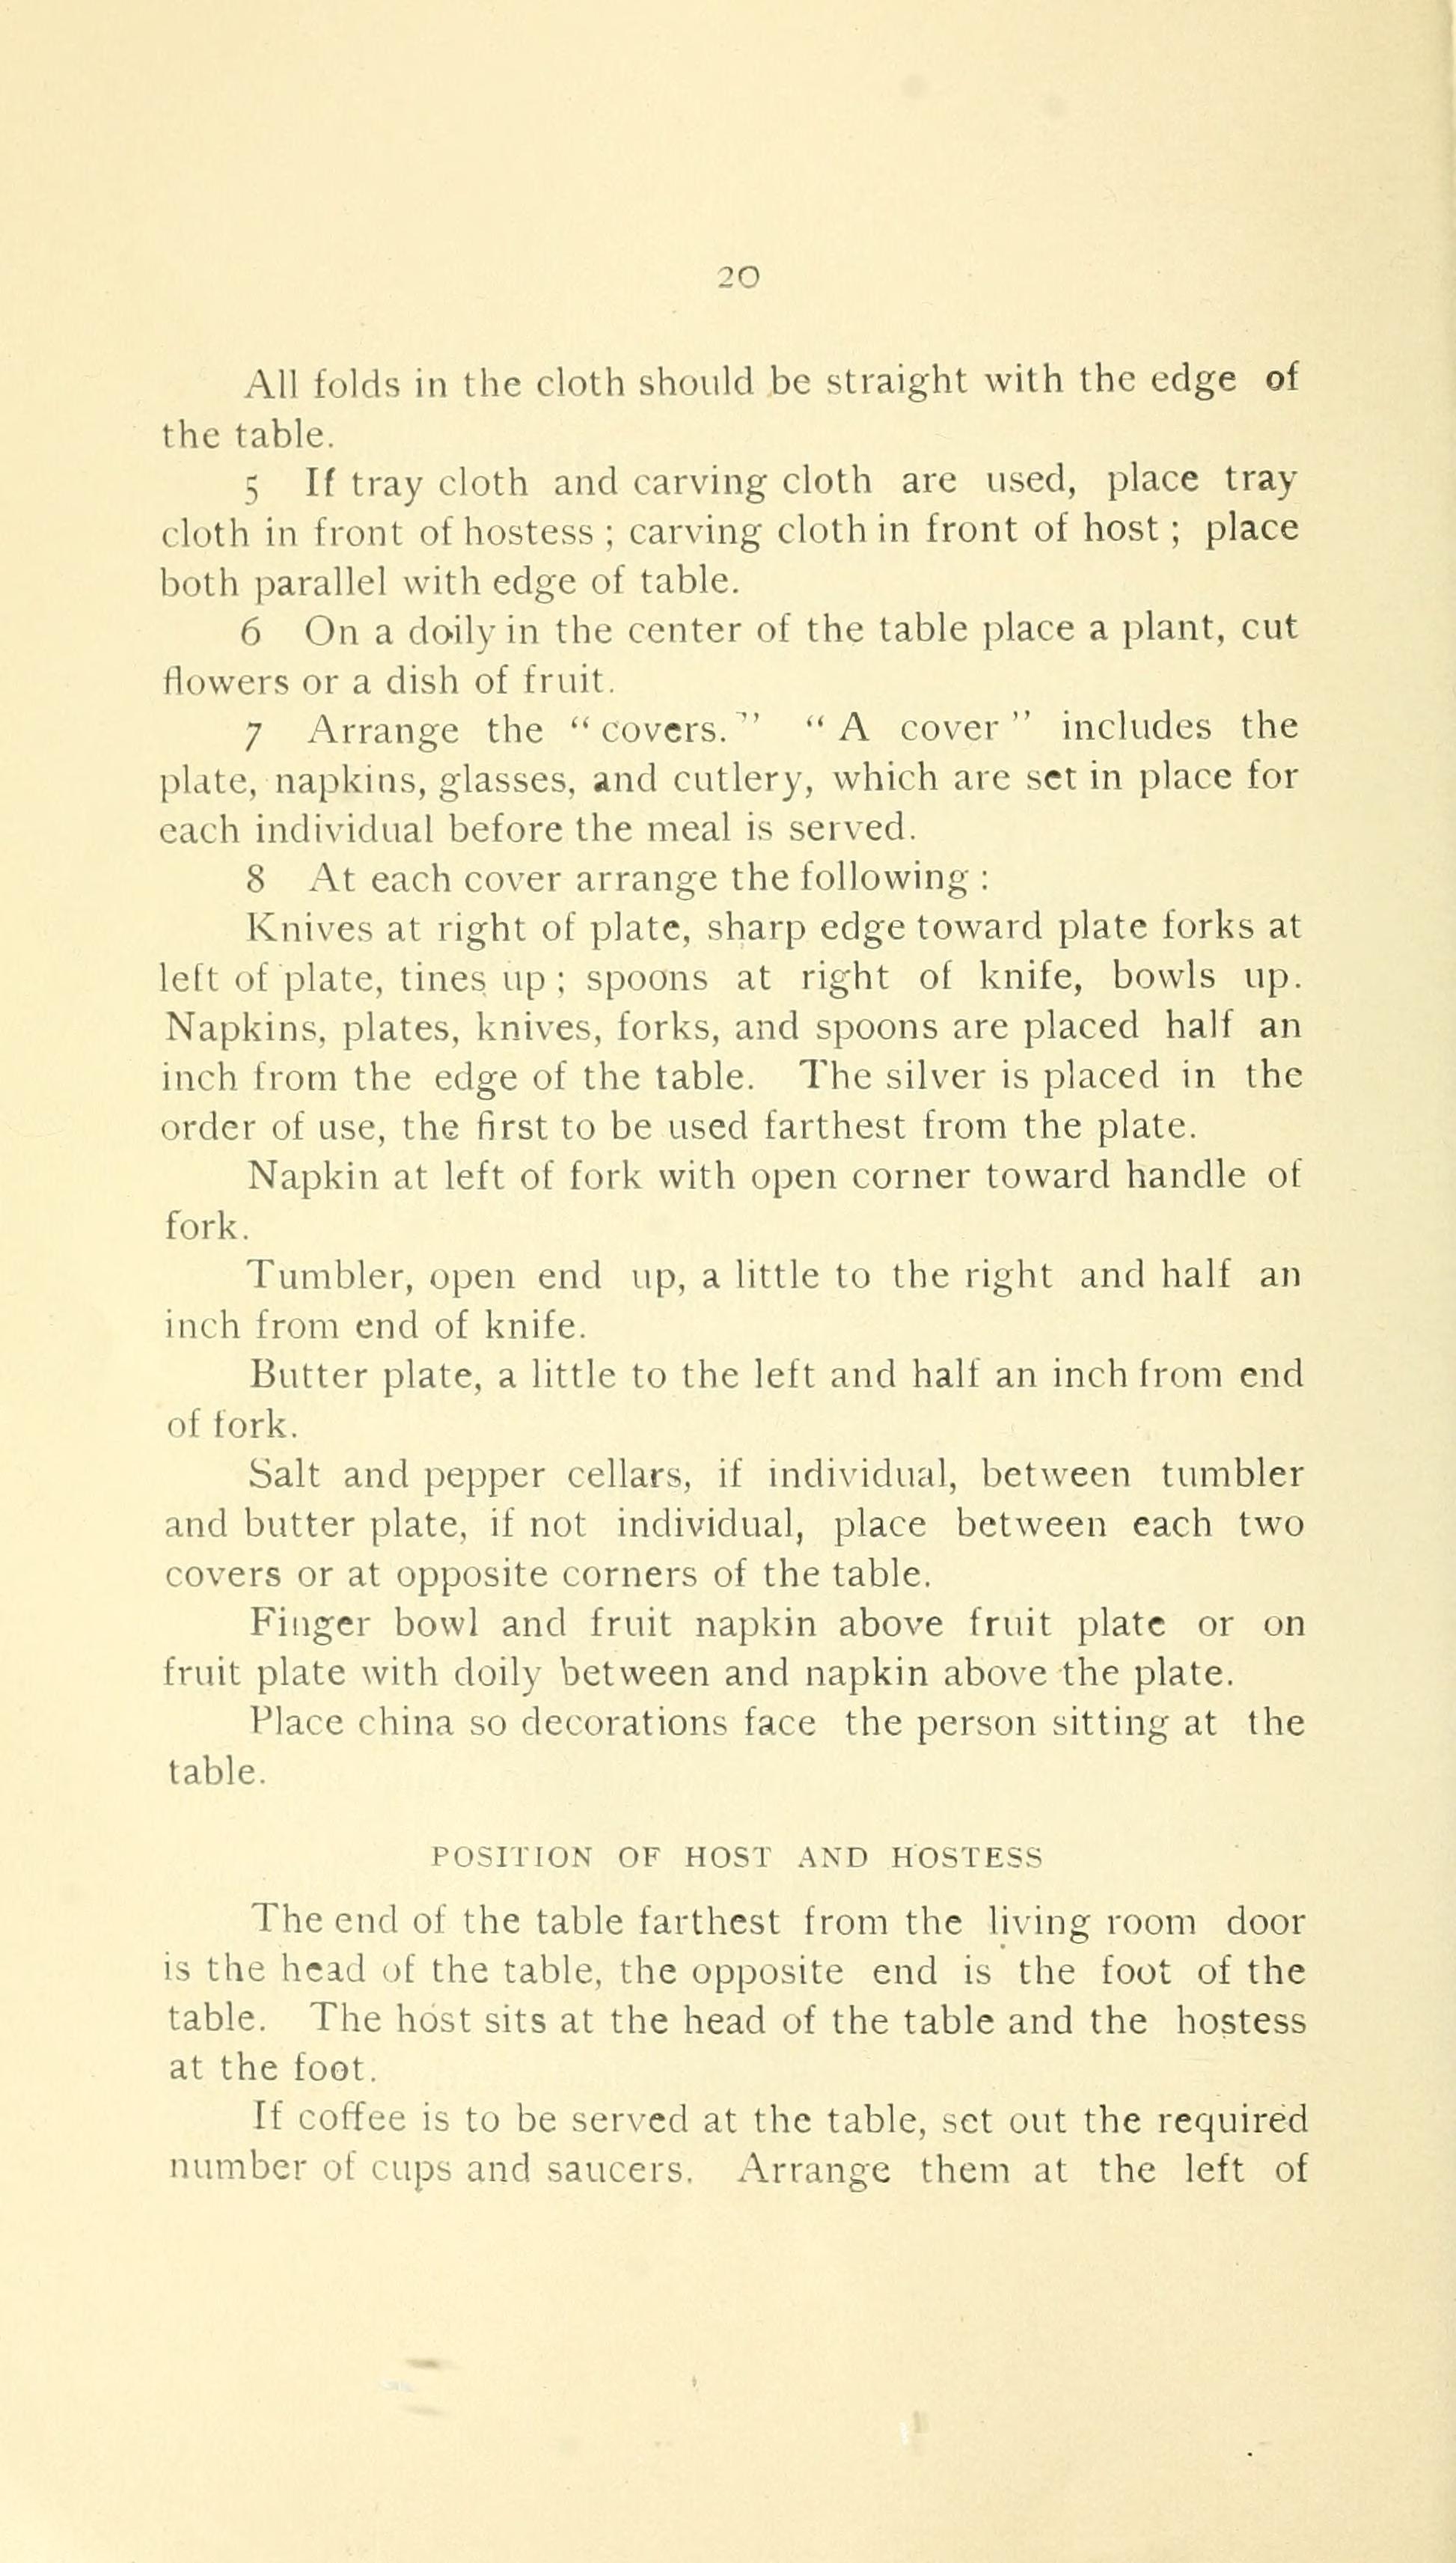 20
All folds in the cloth should be straight with the edge of
the table.
5 If tray cloth and carving cloth are used, place tray
cloth in front of hostess ; carving cloth in front of host ; place
both parallel with edge of table.
6 On a doily in the center of the table place a plant, cut
flowers or a dish of fruit.
7 Arrange the “ covers.” “ A cover ” includes the
plate, napkins, glasses, and cutlery, which are set in place for
each individual before the meal is served.
8 At each cover arrange the following :
Knives at right of plate, sharp edge toward plate forks at
left of plate, tines up ; spoons at right of knife, bowls up.
Napkins, plates, knives, forks, and spoons are placed half an
inch from the edge of the table. The silver is placed in the
order of use, the first to be used farthest from the plate.
Napkin at left of fork with open corner toward handle of
fork.
Tumbler, open end up, a little to the right and half an
inch from end of knife.
Butter plate, a little to the left and half an inch from end
of fork.
Salt and pepper cellars, if individual, between tumbler
and butter plate, if not individual, place between each two
covers or at opposite corners of the table.
Finger bowl and fruit napkin above fruit plate or on
fruit plate with doily between and napkin above the plate.
Place china so decorations face the person sitting at the
table.
POSITION OF HOST AND HOSTESS
The end of the table farthest from the living room door
is the head of the table, the opposite end is the foot of the
table. The host sits at the head of the table and the hostess
at the foot.
If coffee is to be served at the table, set out the required
number of cups and saucers. Arrange them at the left of